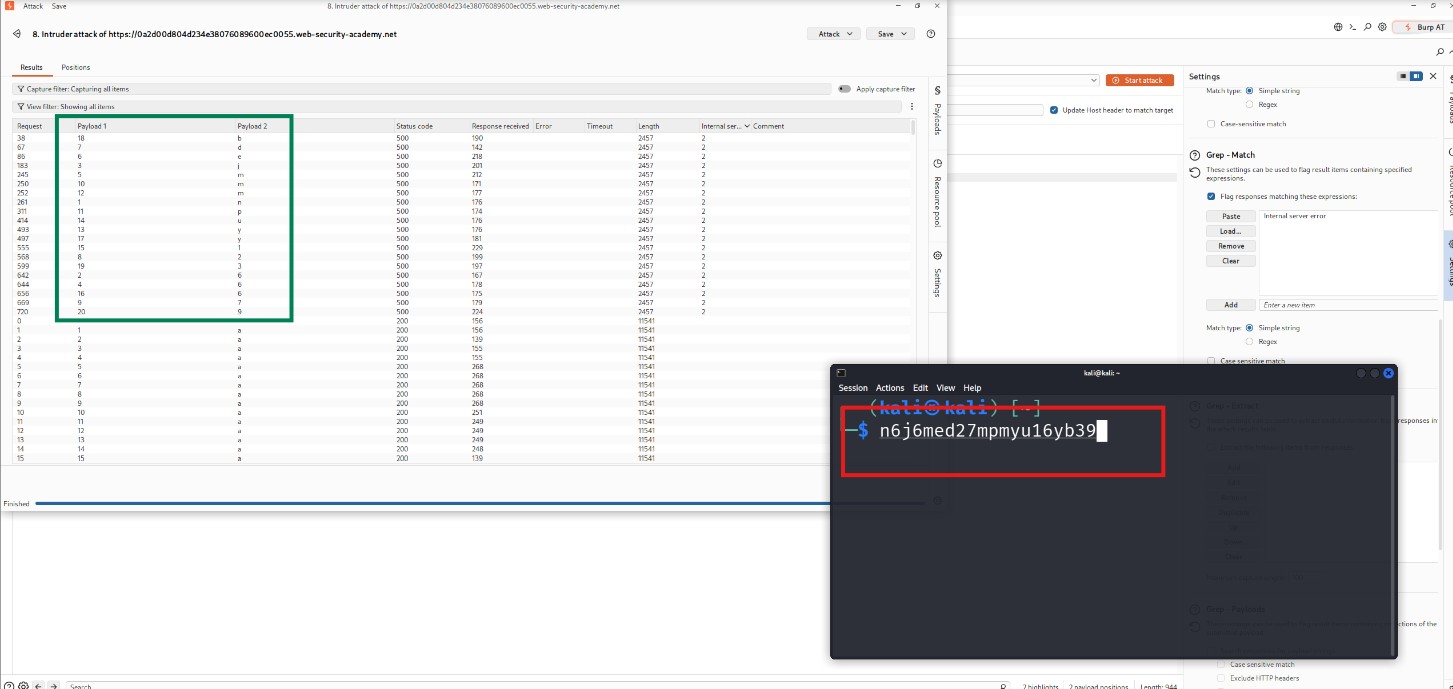 Attack Save
8. Intruder attack of https://0a2d00d804d234e38076089600ec0055.web-security-academy.net
8. Intruder attack of https://0a2d00d804d234e38076089600ec0055.web-security-academy.net
Attack Save
Results Positions
Capture filter: Capturing all items
Apply capture filter
View filter: Showing all items
Request Payload 1 Payload 2 Status code Response received Error Timeout Length Internal ser... Comment
38 18 b 500 190 2457 2
67 7 d 500 142 2457 2
86 6 e 500 218 2457 2
183 3 j 500 201 2457 2
245 5 m 500 212 2457 2
250 10 m 500 171 2457 2
252 12 m 500 177 2457 2
261 1 n 500 176 2457 2
311 11 p 500 174 2457 2
414 14 u 500 176 2457 2
493 13 y 500 176 2457 2
497 17 y 500 181 2457 2
555 15 1 500 229 2457 2
568 8 2 500 199 2457 2
599 19 3 500 197 2457 2
642 2 6 500 167 2457 2
644 4 6 500 178 2457 2
656 16 6 500 175 2457 2
669 9 7 500 179 2457 2
720 20 9 500 224 2457 2
0 200 156 11541
1 1 a 200 156 11541
2 2 a 200 139 11541
3 3 a 200 155 11541
4 4 a 200 155 11541
5 5 a 200 268 11541
6 6 a 200 268 11541
7 7 a 200 268 11541
8 8 a 200 268 11541
9 9 a 200 268 11541
10 10 a 200 251 11541
11 11 a 200 249 11541
12 12 a 200 249 11541
13 13 a 200 249 11541
14 14 a 200 248 11541
15 15 a 200 139 11541
Finished
Payloads
Resource pool
Settings
Burp AT
Start attack
Update Host header to match target
Settings
Match type: Simple string
Regex
Case-sensitive match
Grep - Match
These settings can be used to flag result items containing specified
expressions.
Flag responses matching these expressions:
Paste
Load...
Remove
Clear
Internal server error
Add Enter a new item
Match type: Simple string
Regex
Case sensitive match
kali@kali: ~
Session Actions Edit View Help
(kali@kali) [~]
$ n6j6med27mpmyu16yb39
Grep - Extract
responses in
Grep - Payloads
ctions of the
Case sensitive match
Exclude HTTP headers
Search
2 highlights 2 payload positions Length: 944